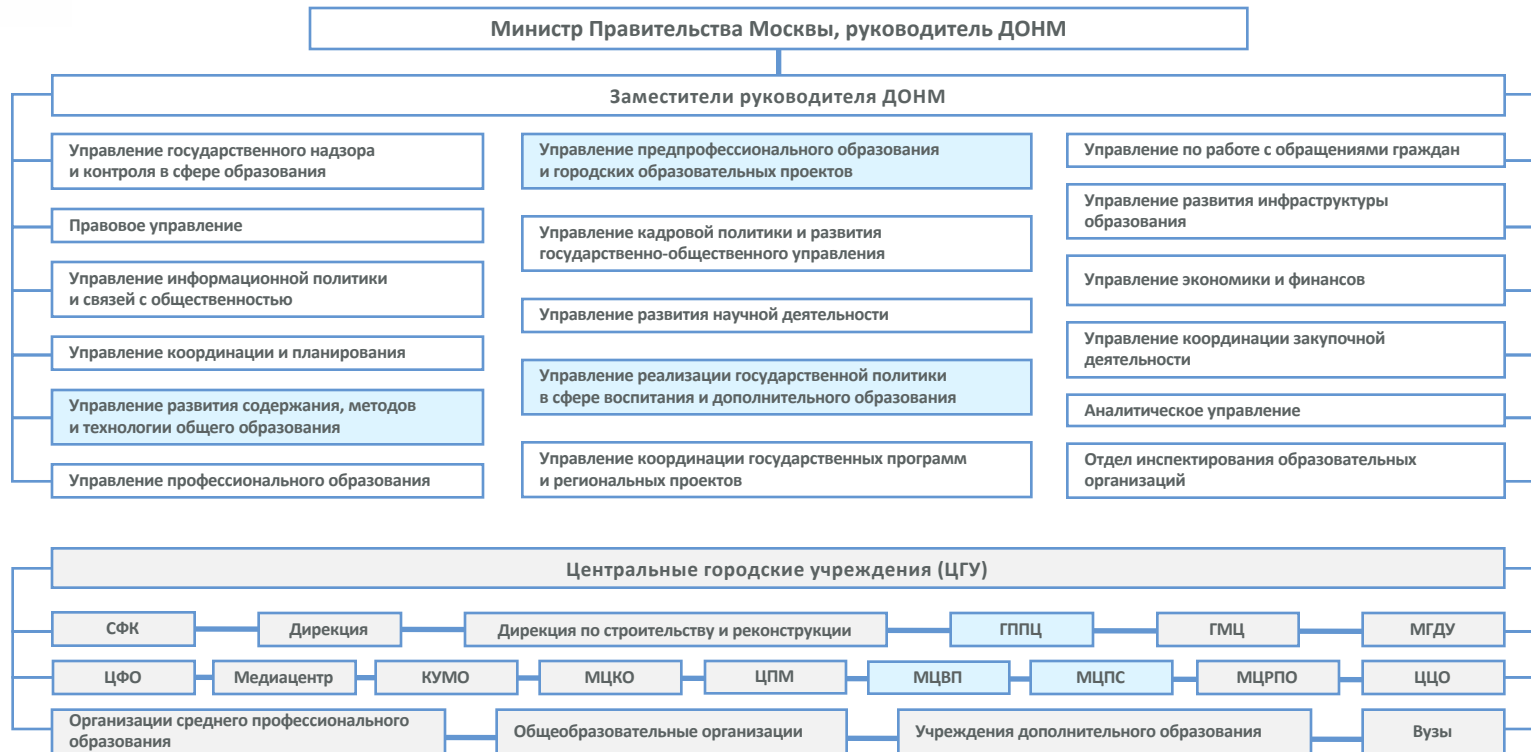 Министр Правительства Москвы, руководитель ДОНМ
Заместители руководителя ДОНМ
Управление государственного надзора
и контроля в сфере образования
Правовое управление
Управление информационной политики
и связей с общественностью
Управление координации и планирования
Управление развития содержания, методов
и технологии общего образования
Управление профессионального образования
Управление предпрофессионального образования
и городских образовательных проектов
Управление кадровой политики и развития
государственно-общественного управления
Управление развития научной деятельности
Управление реализации государственной политики
в сфере воспитания и дополнительного образования
Управление координации государственных программ
и региональных проектов
Управление по работе с обращениями граждан
Управление развития инфраструктуры
образования
Управление экономики и финансов
Управление координации закупочной
деятельности
Аналитическое управление
Отдел инспектирования образовательных
организаций
Центральные городские учреждения (ЦГУ)
СФК Дирекция Дирекция по строительству и реконструкции ГППЦ ГМЦ МГДУ
ЦФО Медиацентр КУМО МЦКО ЦПМ МЦВП МЦПС МЦРПО ЦЦО
Организации среднего профессионального
образования
Общеобразовательные организации
Учреждения дополнительного образования
Вузы